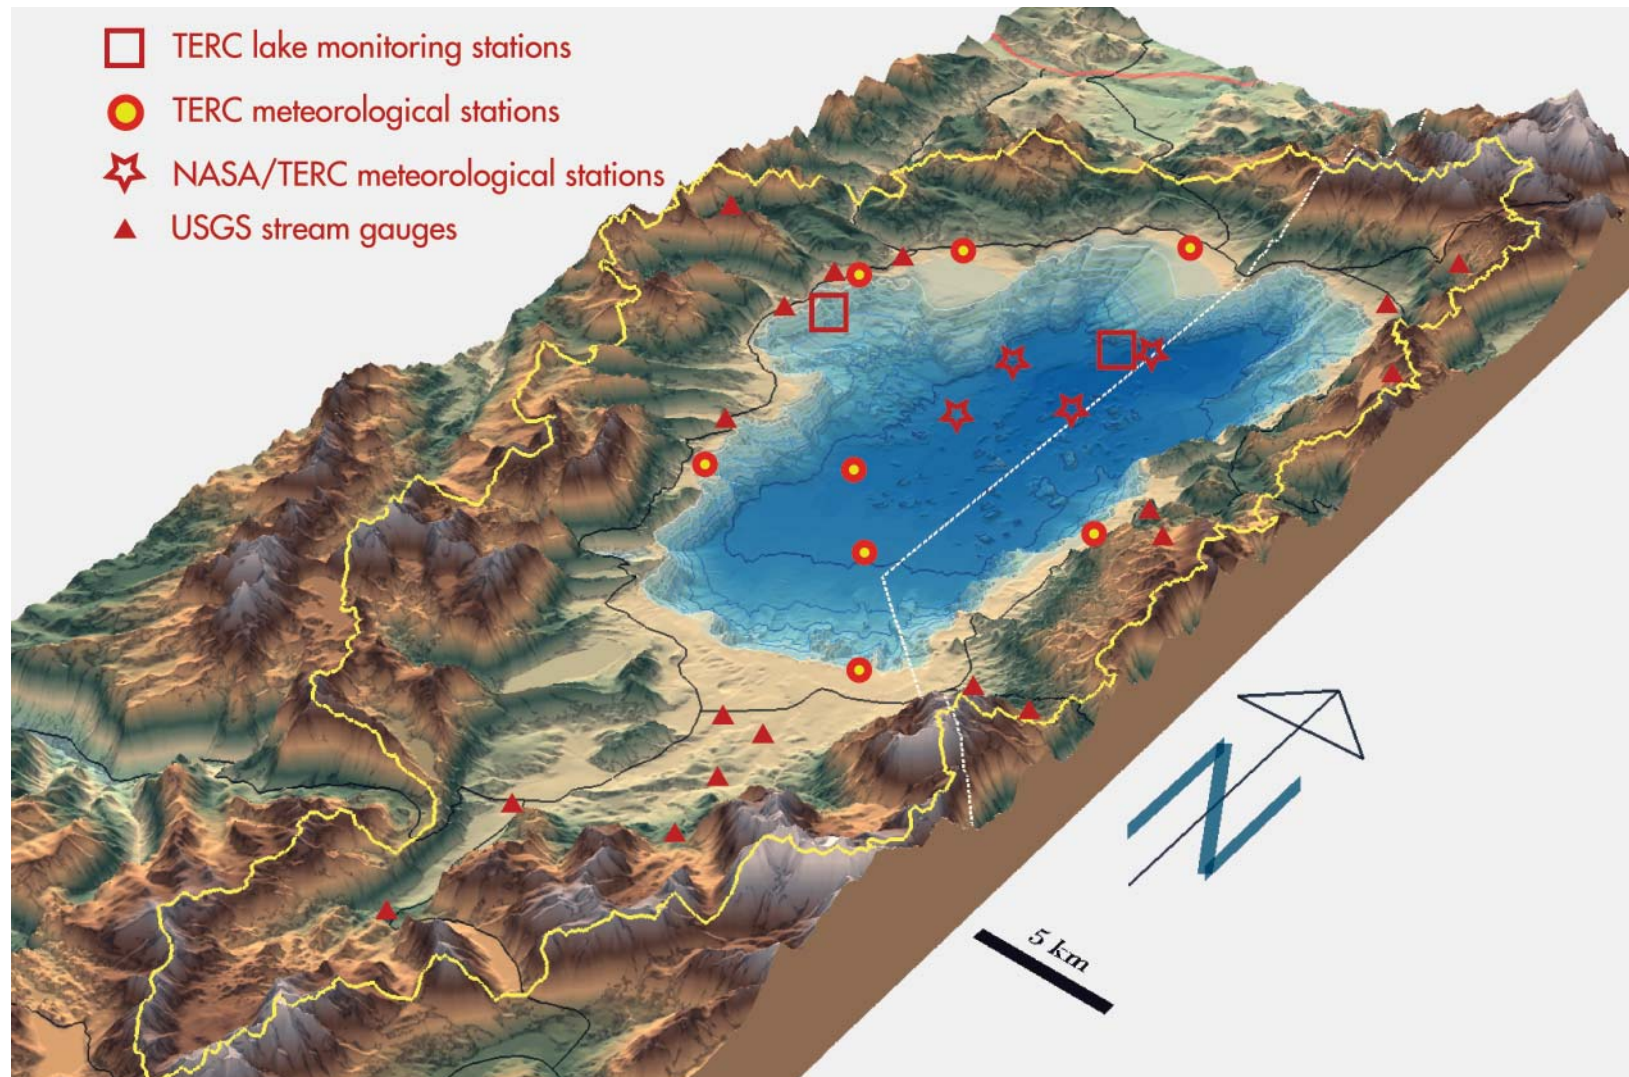 TERC lake monitoring stations
TERC meteorological stations
NASA/TERC meteorological stations
USGS stream gauges
N
5 km